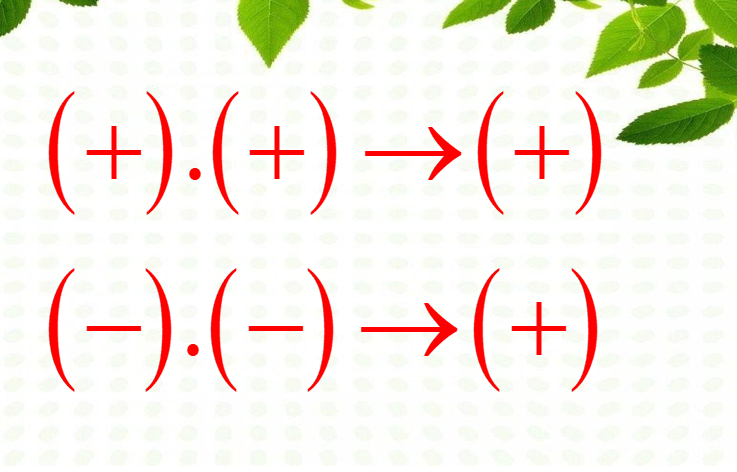 (+).(+) → (+)
(−).(−) → (+)